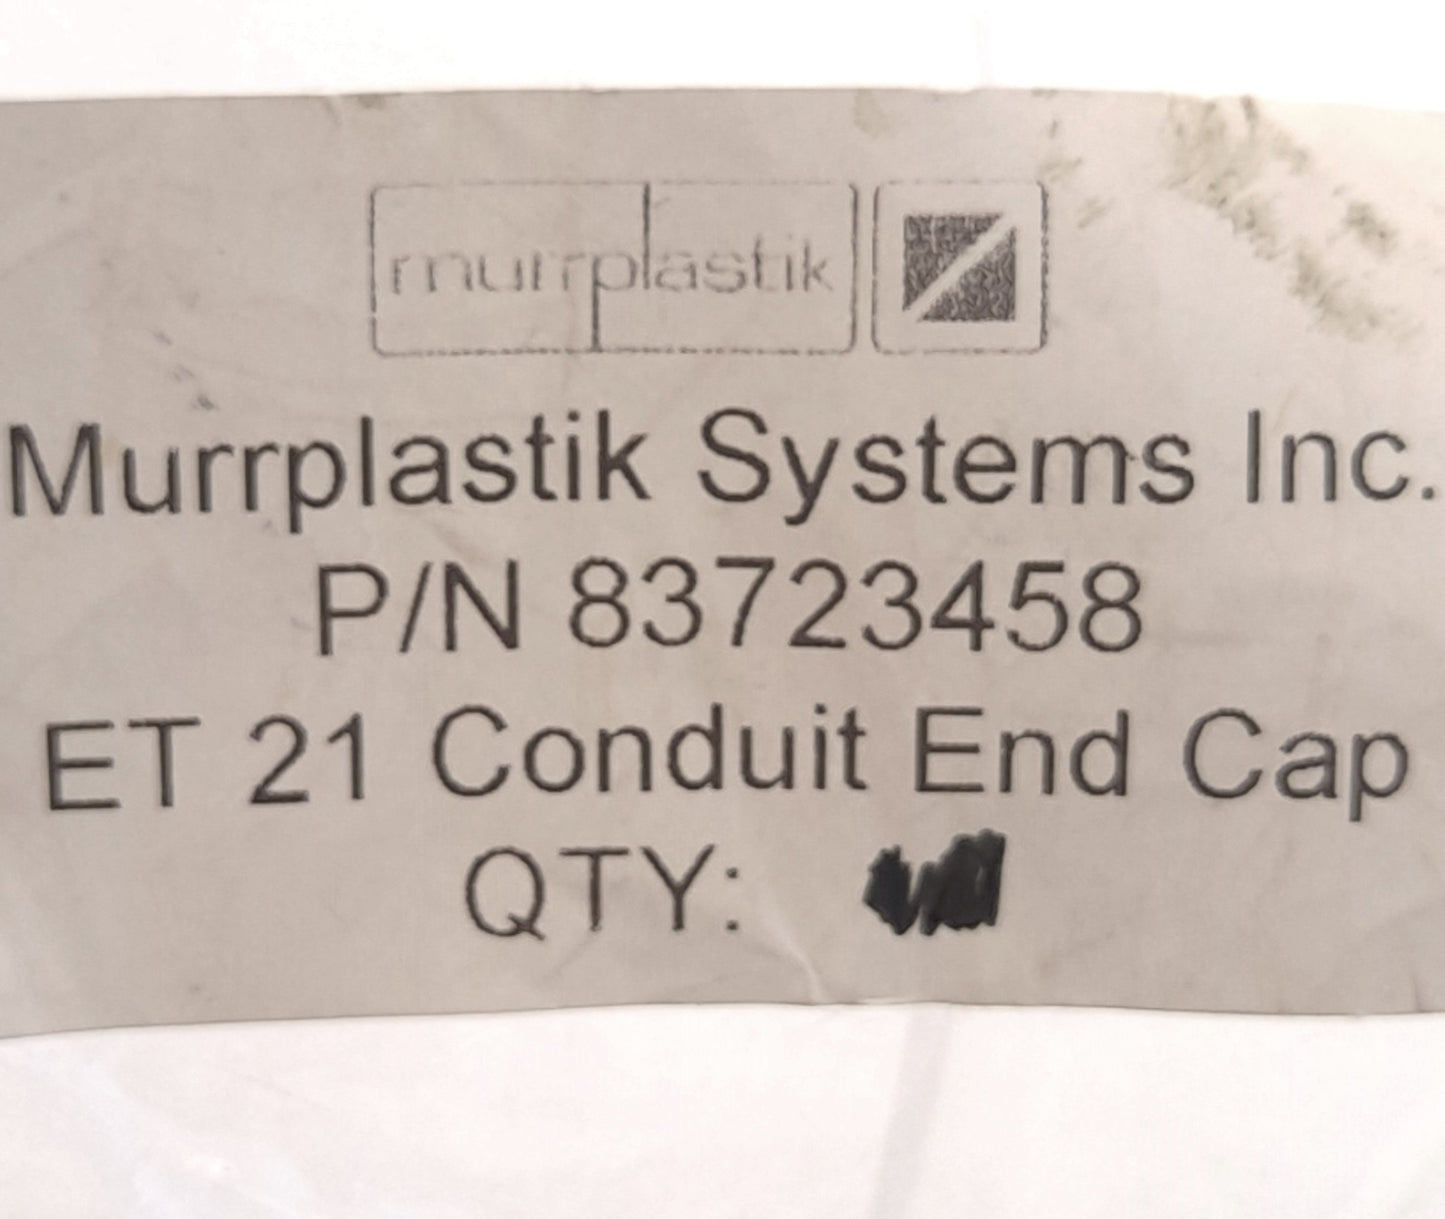 murrplastik
Murrplastik Systems Inc.
P/N 83723458
ET 21 Conduit End Cap
QTY: